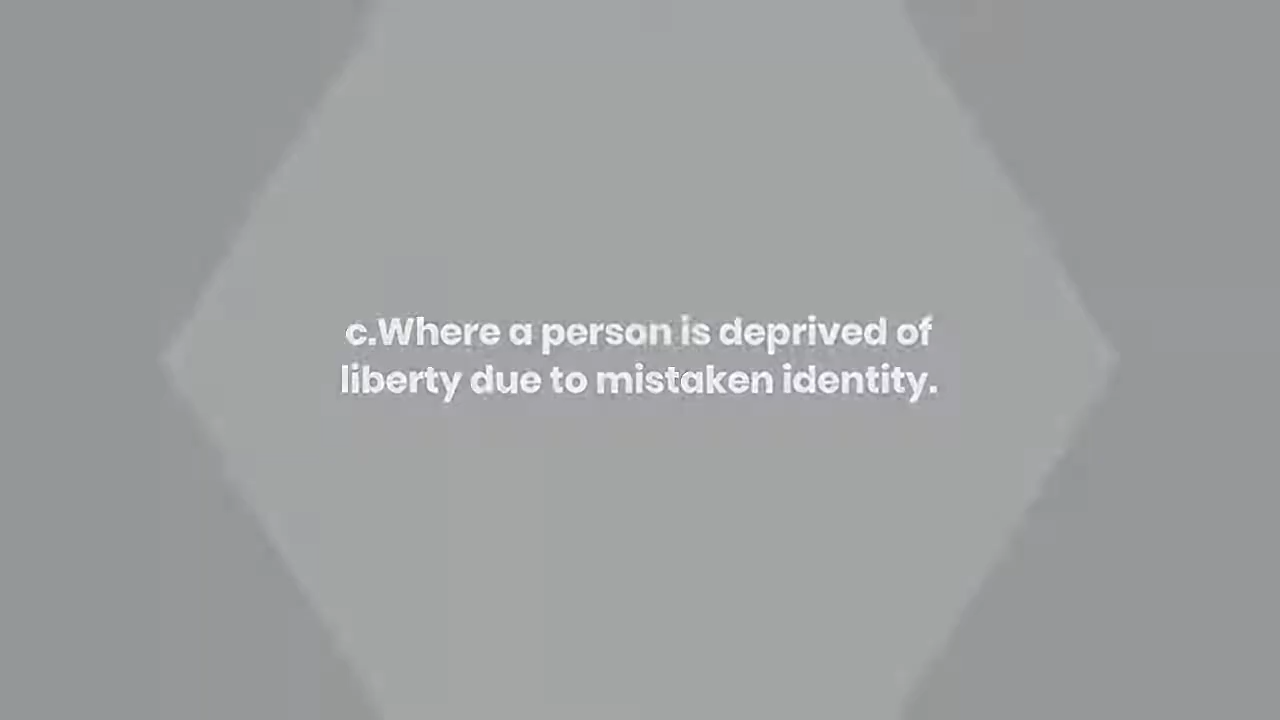 c.Where a person is deprived of
liberty due to mistaken identity.